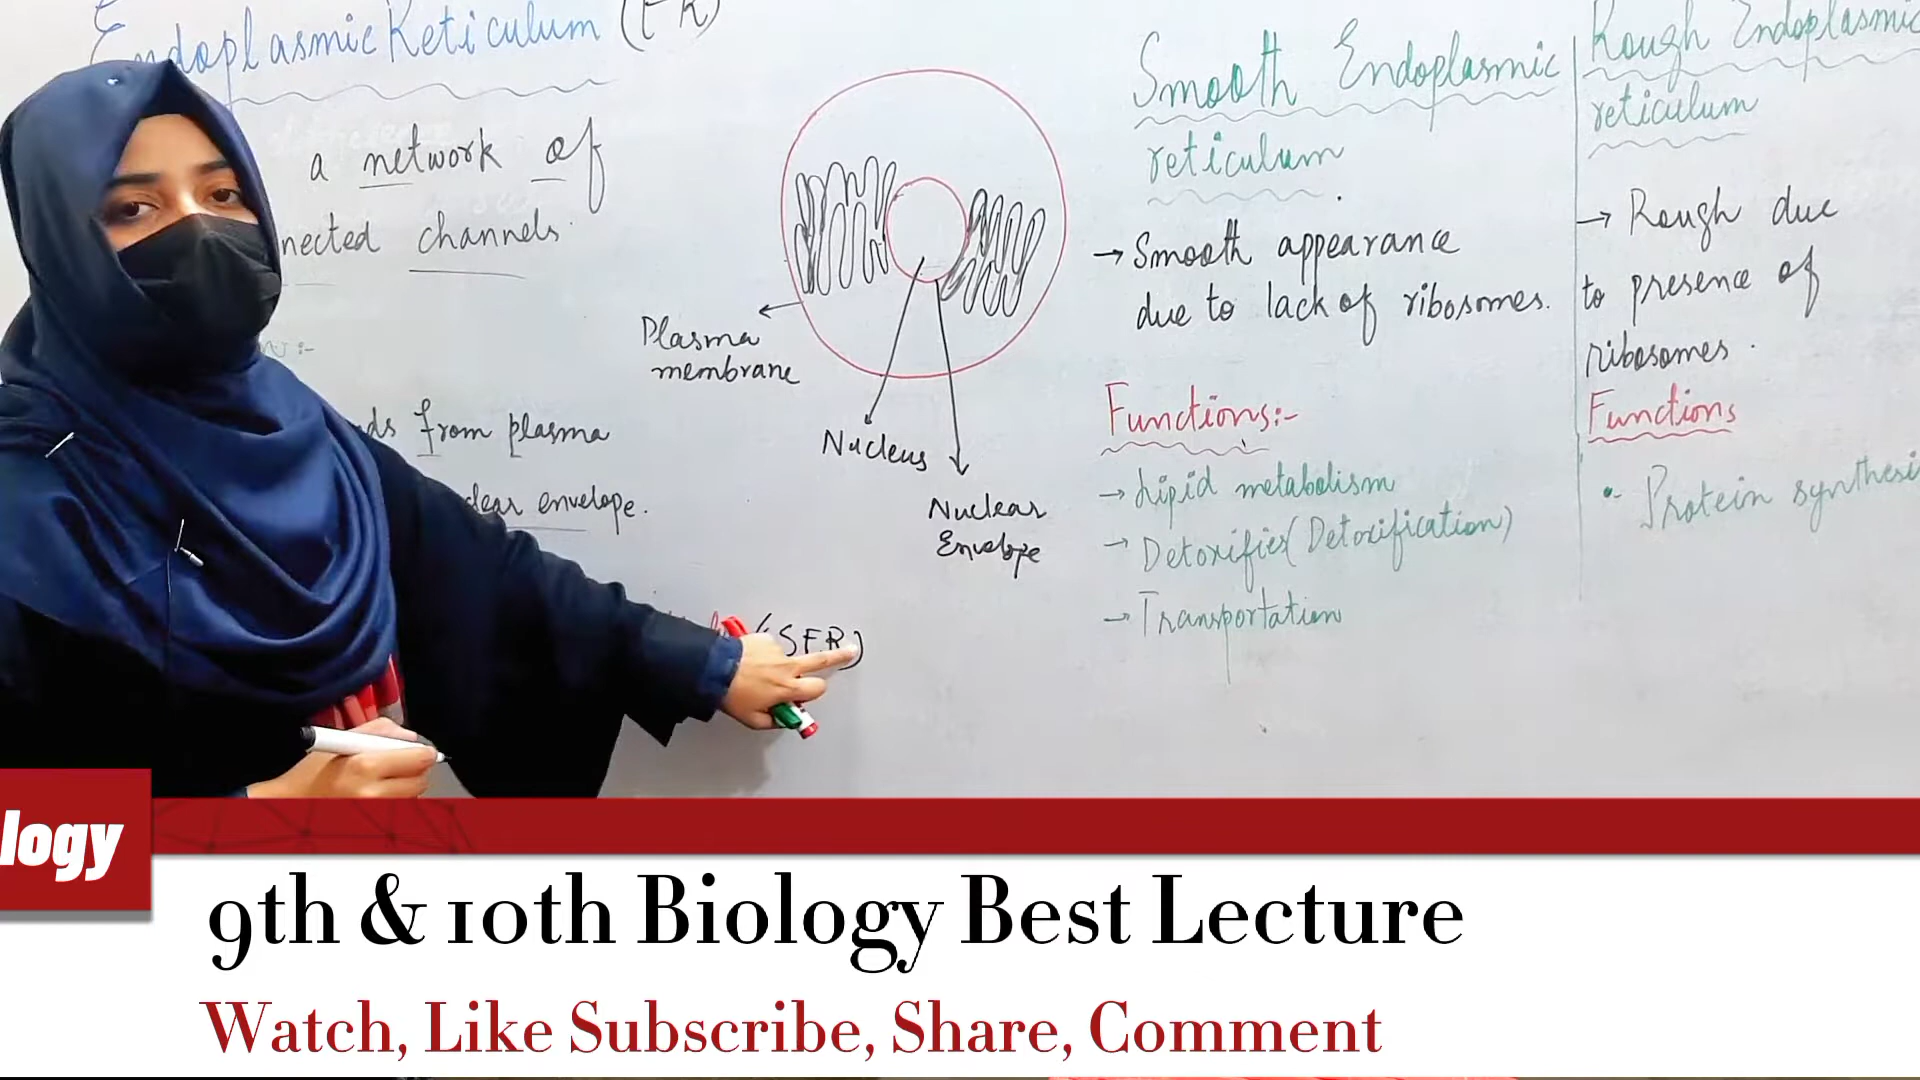 Endoplasmic Reticulum (ER)
a network of
nected channels.
from plasma
lear envelope.
(SER)
Plasma
membrane
Nucleus
Nuclear
Envelope
Smooth Endoplasmic
reticulum
→ Smooth appearance
due to lack of ribosomes.
Functions:-
→ Lipid metabolism
→ Detoxifies (Detoxification)
→ Transportation
Rough Endoplasmic
reticulum
→ Rough due
to presence of
ribosomes.
Functions
• Protein synthesi
logy
9th & 10th Biology Best Lecture
Watch, Like Subscribe, Share, Comment